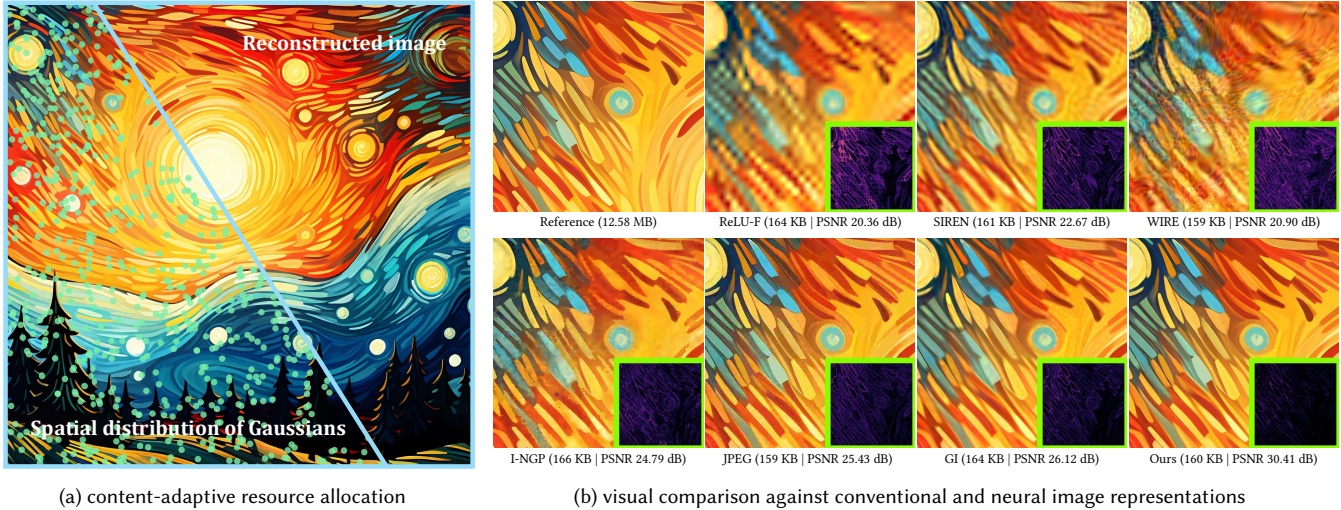 Reconstructed image
Spatial distribution of Gaussians
(a) content-adaptive resource allocation
Reference (12.58 MB)
ReLU-F (164 KB | PSNR 20.36 dB)
SIREN (161 KB | PSNR 22.67 dB)
WIRE (159 KB | PSNR 20.90 dB)
I-NGP (166 KB | PSNR 24.79 dB)
JPEG (159 KB | PSNR 25.43 dB)
GI (164 KB | PSNR 26.12 dB)
Ours (160 KB | PSNR 30.41 dB)
(b) visual comparison against conventional and neural image representations